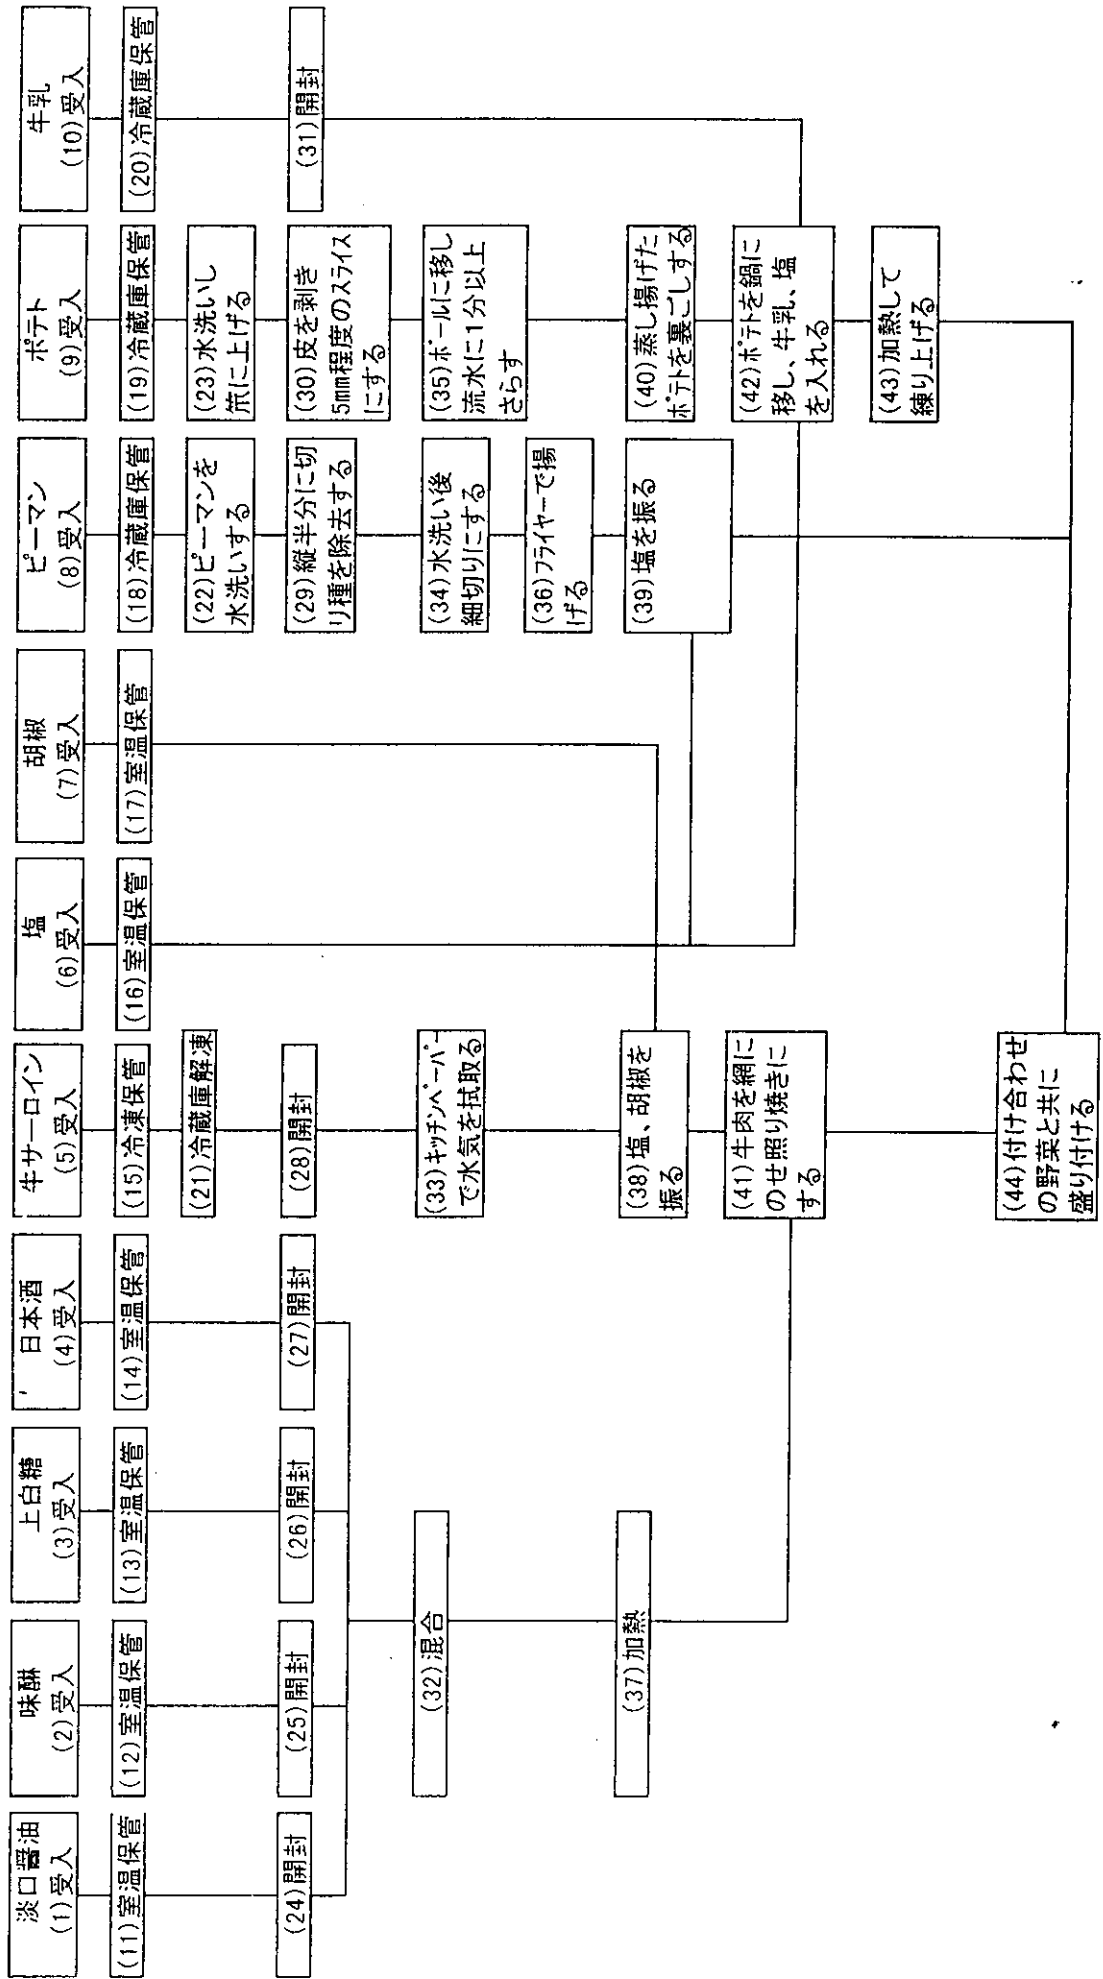 淡口醤油
(1)受入
味醂
(2)受入
上白糖
(3)受入
日本酒
(4)受入
牛サーロイン
(5)受入
塩
(6)受入
胡椒
(7)受入
ピーマン
(8)受入
ポテト
(9)受入
牛乳
(10)受入
(11)室温保管
(12)室温保管
(13)室温保管
(14)室温保管
(15)冷凍保管
(16)室温保管
(17)室温保管
(18)冷蔵庫保管
(19)冷蔵庫保管
(20)冷蔵庫保管
(21)冷蔵庫解凍
(22)ピーマンを
水洗いする
(23)水洗いし
笊に上げる
(24)開封
(25)開封
(26)開封
(27)開封
(28)開封
(29)縦半分に切
り種を除去する
(30)皮を剥き
5mm程度のスライス
にする
(31)開封
(32)混合
(33)キッチンペーパー
で水気を拭取る
(34)水洗い後
細切りにする
(35)ボールに移し
流水に1分以上
さらす
(36)フライヤーで揚
げる
(37)加熱
(38)塩、胡椒を
振る
(39)塩を振る
(40)蒸し揚げた
ポテトを裏ごしする
(41)牛肉を網に
のせ照り焼きに
する
(42)ポテトを鍋に
移し、牛乳、塩
を入れる
(43)加熱して
練り上げる
(44)付け合わせ
の野菜と共に
盛り付ける